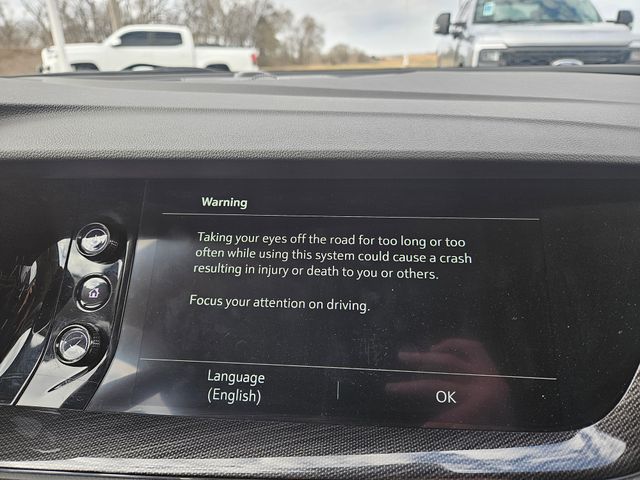 Warning
Taking your eyes off the road for too long or too
often while using this system could cause a crash
resulting in injury or death to you or others.
Focus your attention on driving.
Language
(English)
OK